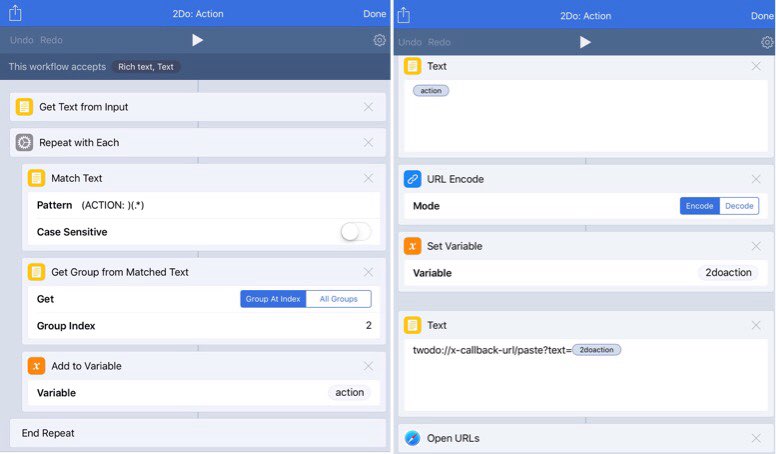 2Do: Action
Done
Undo Redo
This workflow accepts Rich text, Text
Get Text from Input
Repeat with Each
Match Text
Pattern (ACTION: )(.*)
Case Sensitive
Get Group from Matched Text
Get Group At Index All Groups
Group Index 2
Add to Variable
Variable action
End Repeat
2Do: Action
Done
Undo Redo
Text
action
URL Encode
Mode Encode Decode
x Set Variable
Variable 2doaction
Text
twodo://x-callback-url/paste?text=2doaction
Open URLs